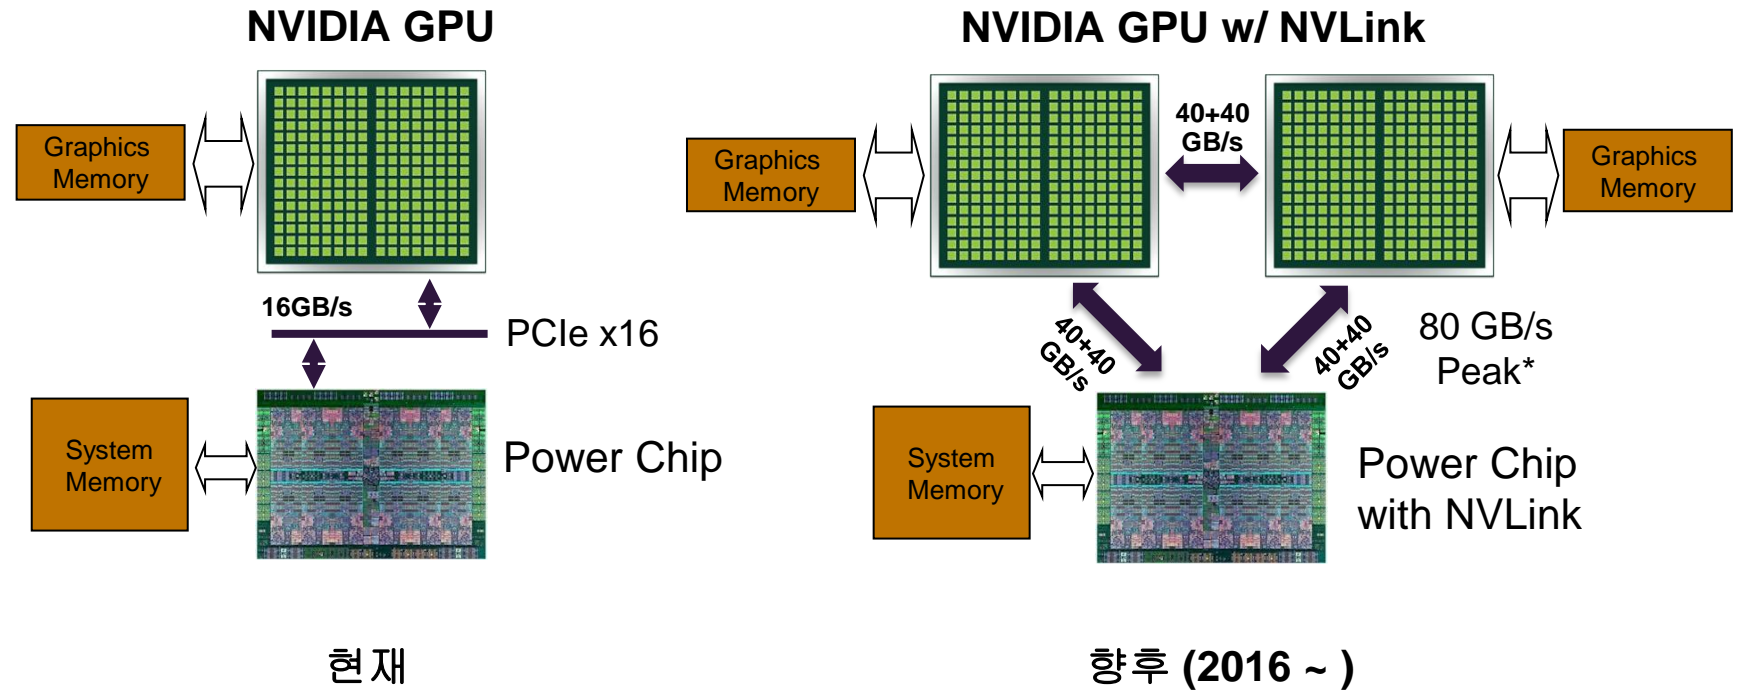 NVIDIA GPU
Graphics
Memory
16GB/s
PCIe x16
System
Memory
Power Chip
현재
NVIDIA GPU w/ NVLink
Graphics
Memory
40+40
GB/s
Graphics
Memory
40+40
GB/s
40+40
GB/s
80 GB/s
Peak*
System
Memory
Power Chip
with NVLink
향후 (2016 ~ )